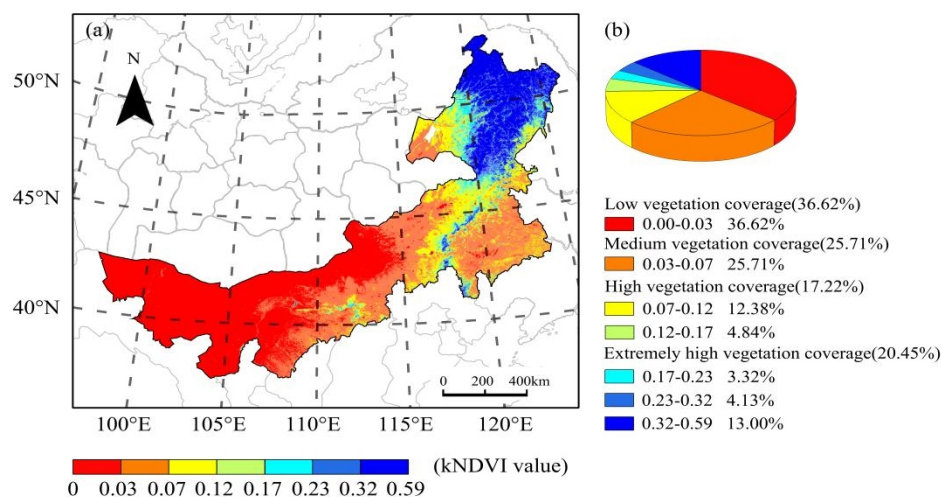 (a)
N
50°N
45°N
40°N
0 200 400km
100°E 105°E 110°E 115°E 120°E
(kNDVI value)
0 0.03 0.07 0.12 0.17 0.23 0.32 0.59
(b)
Low vegetation coverage(36.62%)
0.00-0.03 36.62%
Medium vegetation coverage(25.71%)
0.03-0.07 25.71%
High vegetation coverage(17.22%)
0.07-0.12 12.38%
0.12-0.17 4.84%
Extremely high vegetation coverage(20.45%)
0.17-0.23 3.32%
0.23-0.32 4.13%
0.32-0.59 13.00%